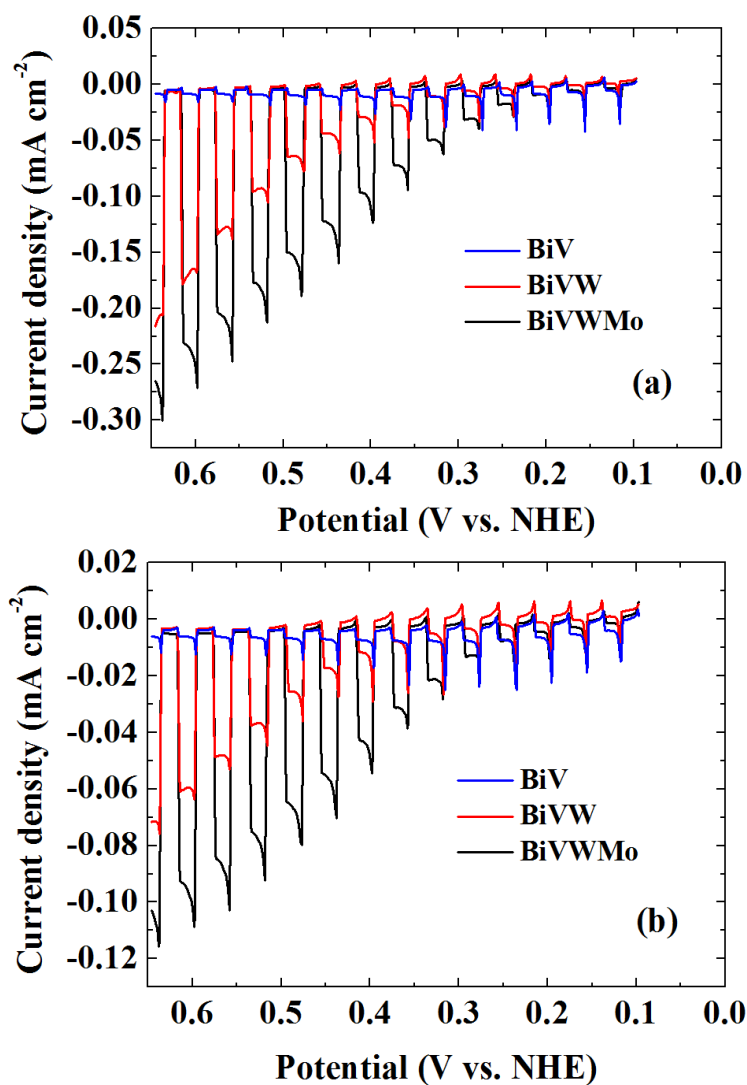 0.05
0.00
-0.05
-0.10
-0.15
-0.20
-0.25
-0.30
Current density (mA cm⁻²)
BiV
BiVW
BiVWMo
(a)
0.6 0.5 0.4 0.3 0.2 0.1 0.0
Potential (V vs. NHE)
0.02
0.00
-0.02
-0.04
-0.06
-0.08
-0.10
-0.12
Current density (mA cm⁻²)
BiV
BiVW
BiVWMo
(b)
0.6 0.5 0.4 0.3 0.2 0.1 0.0
Potential (V vs. NHE)